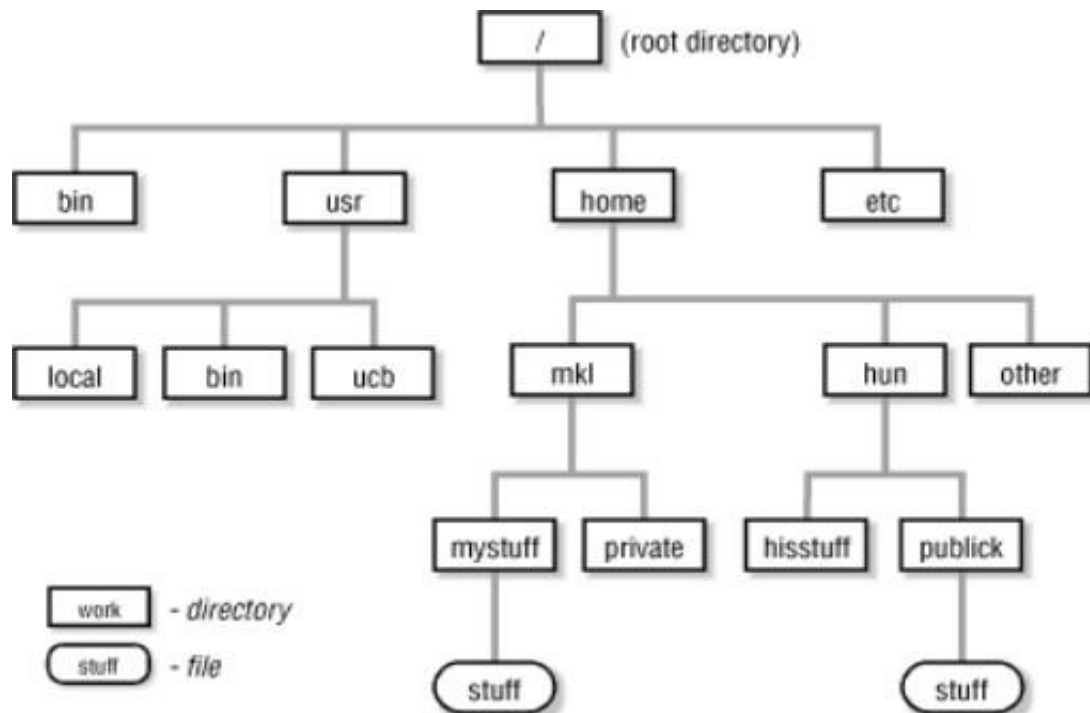 / (root directory)
bin usr home etc
local bin ucb mkl hun other
mystuff private hisstuff publick
work - directory
stuff - file
stuff stuff